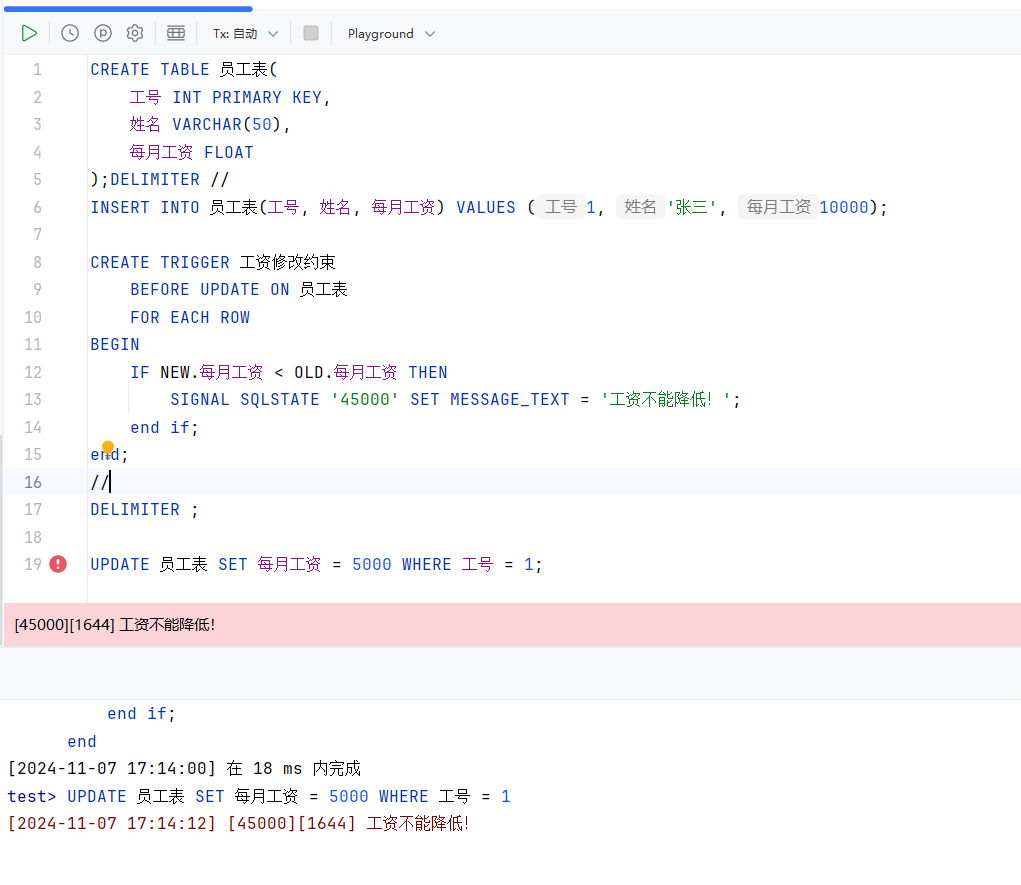 Tx: 自动 Playground
1 CREATE TABLE 员工表(
2 工号 INT PRIMARY KEY,
3 姓名 VARCHAR(50),
4 每月工资 FLOAT
5 );DELIMITER //
6 INSERT INTO 员工表(工号, 姓名, 每月工资) VALUES ( 工号 1, 姓名 '张三', 每月工资 10000);
7
8 CREATE TRIGGER 工资修改约束
9 BEFORE UPDATE ON 员工表
10 FOR EACH ROW
11 BEGIN
12 IF NEW.每月工资 < OLD.每月工资 THEN
13 SIGNAL SQLSTATE '45000' SET MESSAGE_TEXT = '工资不能降低！';
14 end if;
15 end;
16 //
17 DELIMITER ;
18
19 UPDATE 员工表 SET 每月工资 = 5000 WHERE 工号 = 1;
[45000][1644] 工资不能降低！
end if;
end
[2024-11-07 17:14:00] 在 18 ms 内完成
test> UPDATE 员工表 SET 每月工资 = 5000 WHERE 工号 = 1
[2024-11-07 17:14:12] [45000][1644] 工资不能降低！